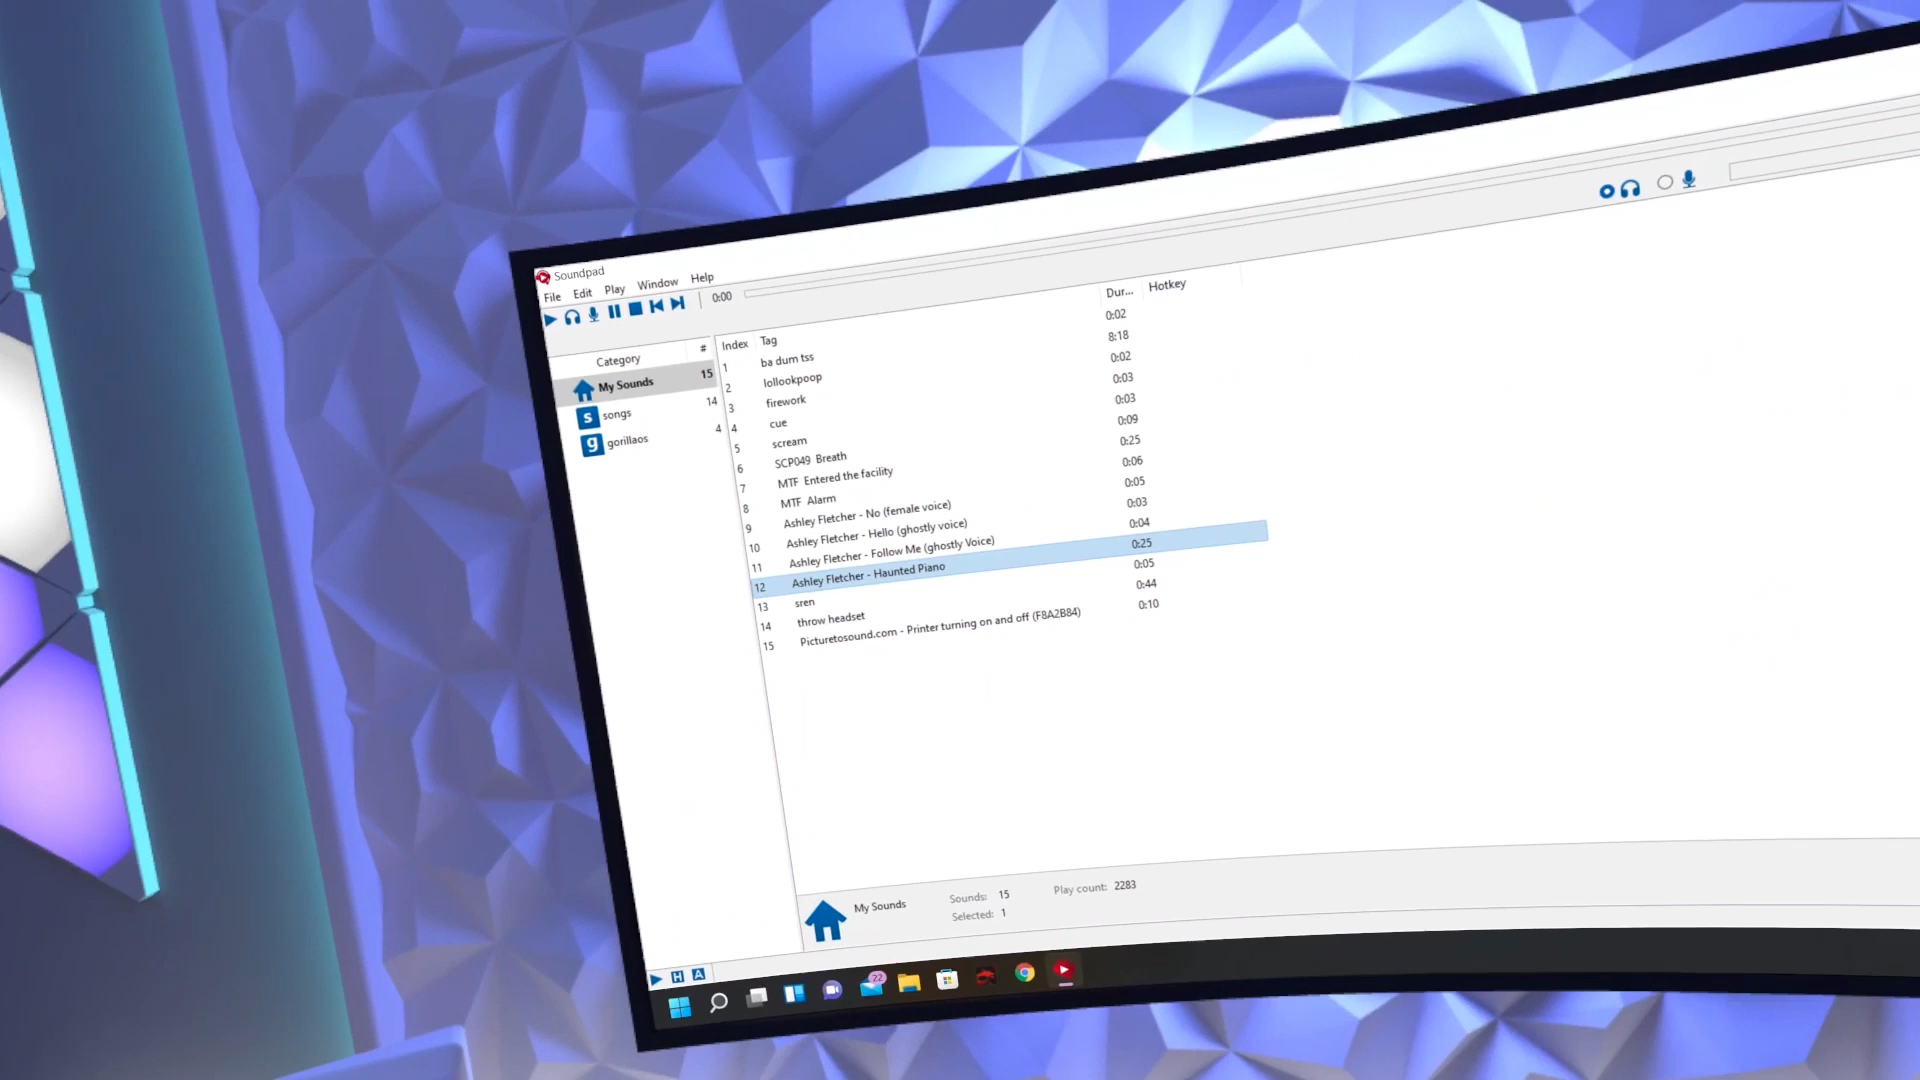 Soundpad
File Edit Play Window Help
0:00
Category #
My Sounds 15
songs 14
gorillaos 4
Index Tag Dur... Hotkey
1 ba dum tss 0:02
2 lollookpoop 8:18
3 firework 0:02
4 cue 0:03
5 scream 0:03
6 SCP049 Breath 0:09
7 MTF Entered the facility 0:25
8 MTF Alarm 0:06
9 Ashley Fletcher - No (female voice) 0:05
10 Ashley Fletcher - Hello (ghostly voice) 0:03
11 Ashley Fletcher - Follow Me (ghostly Voice) 0:04
12 Ashley Fletcher - Haunted Piano 0:25
13 sren 0:05
14 throw headset 0:44
15 Picturetosound.com - Printer turning on and off (F8A2B84) 0:10
My Sounds Sounds: 15 Play count: 2283
Selected: 1
H A
22